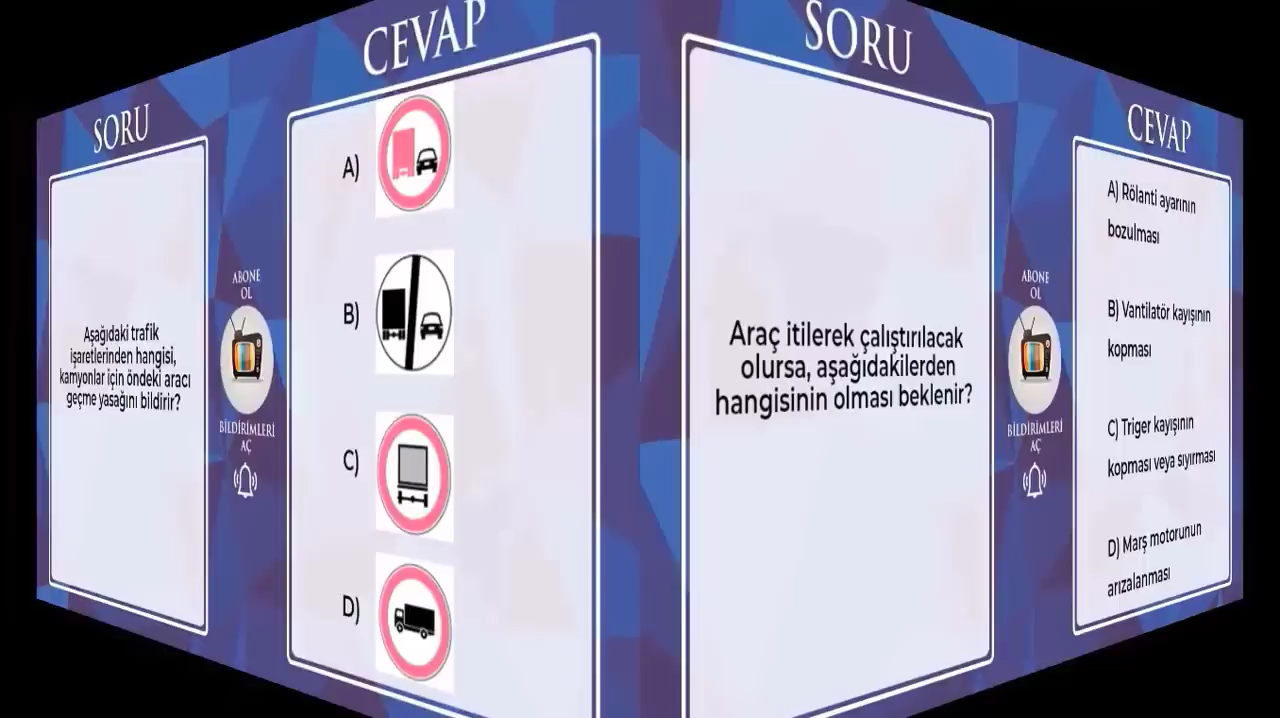 SORU
Aşağıdaki trafik
işaretlerinden hangisi,
kamyonlar için öndeki aracı
geçme yasağını bildirir?
ABONE
OL
BİLDİRİMLERİ
AÇ
CEVAP
A)
B)
C)
D)
SORU
Araç itilerek çalıştırılacak
olursa, aşağıdakilerden
hangisinin olması beklenir?
ABONE
OL
BİLDİRİMLERİ
AÇ
CEVAP
A) Rölanti ayarının
bozulması
B) Vantilatör kayışının
kopması
C) Triger kayışının
kopması veya sıyırması
D) Marş motorunun
arızalanması